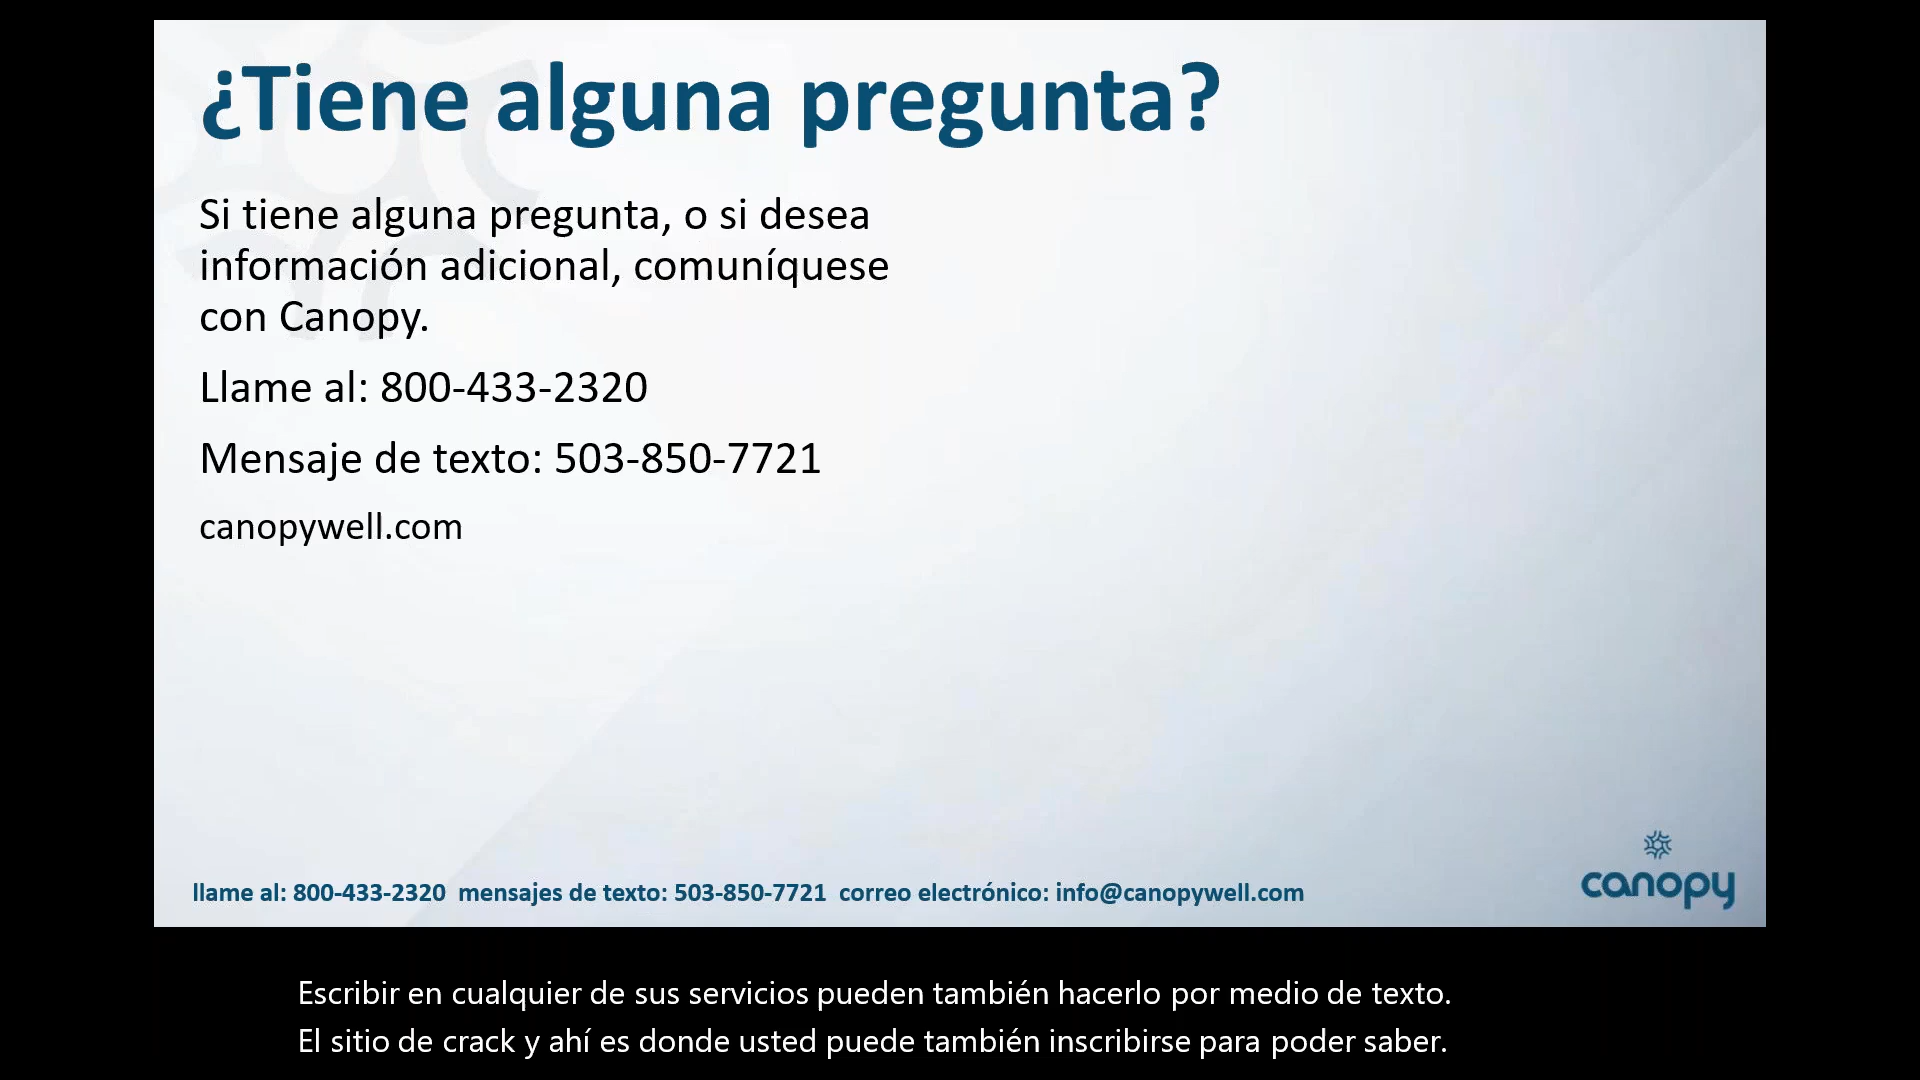 ¿Tiene alguna pregunta?
Si tiene alguna pregunta, o si desea
información adicional, comuníquese
con Canopy.
Llame al: 800-433-2320
Mensaje de texto: 503-850-7721
canopywell.com
llame al: 800-433-2320 mensajes de texto: 503-850-7721 correo electrónico: info@canopywell.com
canopy
Escribir en cualquier de sus servicios pueden también hacerlo por medio de texto.
El sitio de crack y ahí es donde usted puede también inscribirse para poder saber.